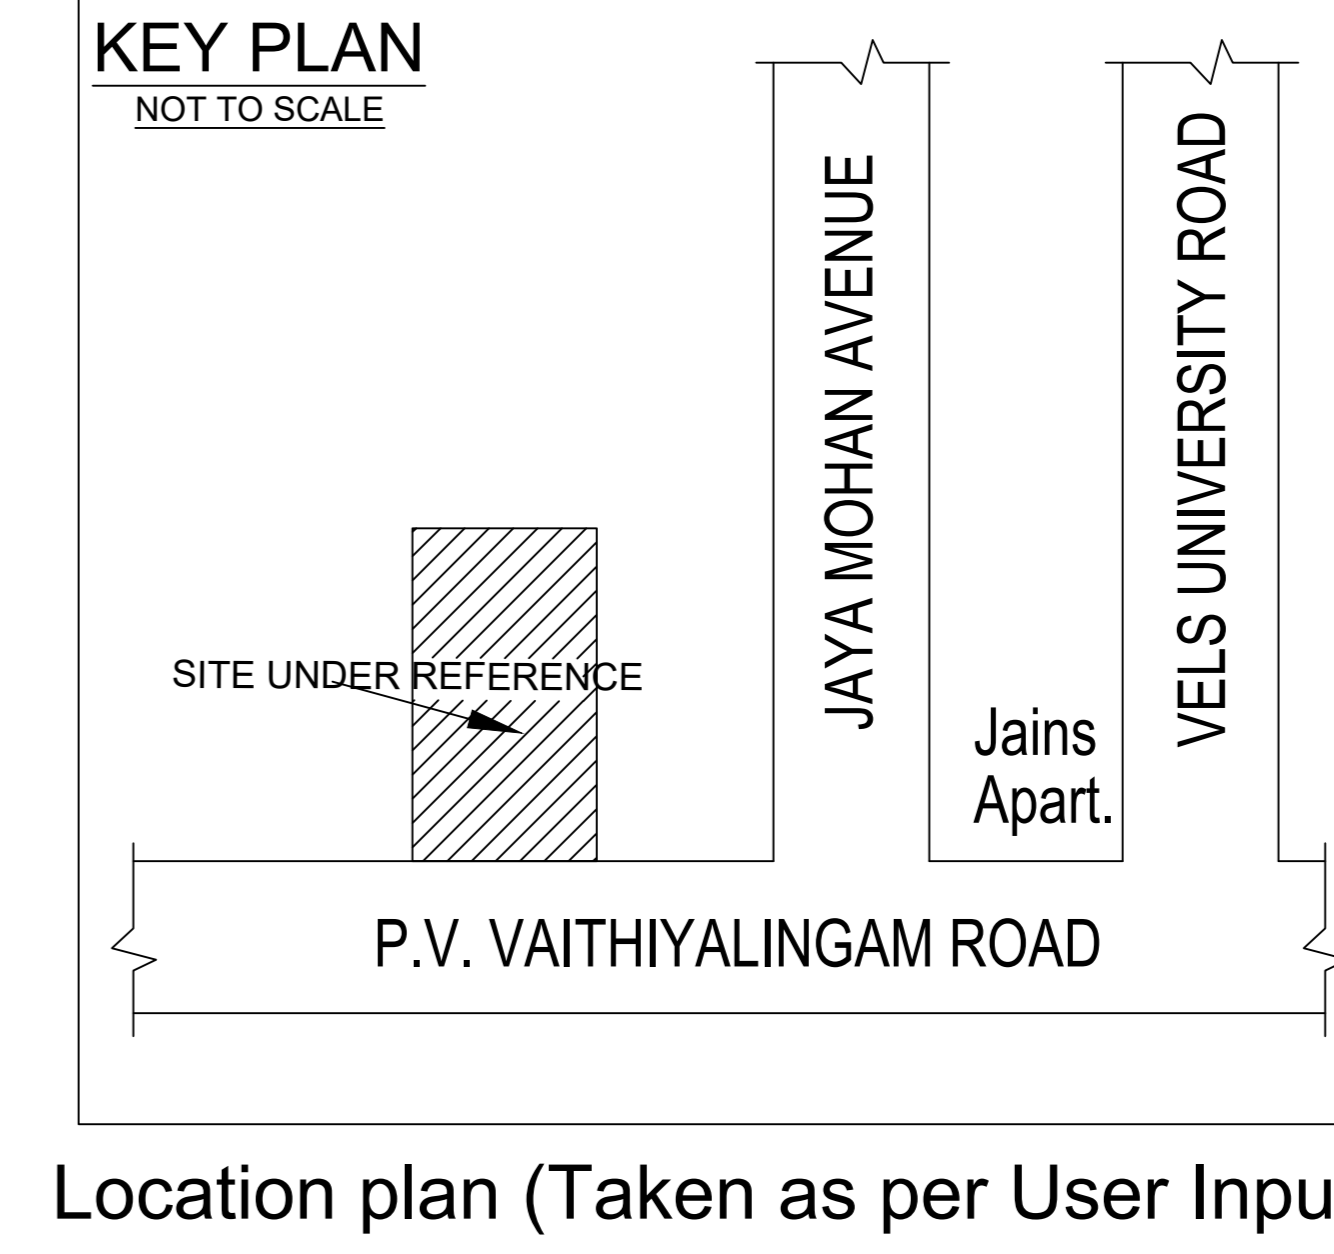 KEY PLAN
NOT TO SCALE
JAYA MOHAN AVENUE
VELS UNIVERSITY ROAD
SITE UNDER REFERENCE
Jains
Apart.
P.V. VAITHIYALINGAM ROAD
Location plan (Taken as per User Inpu